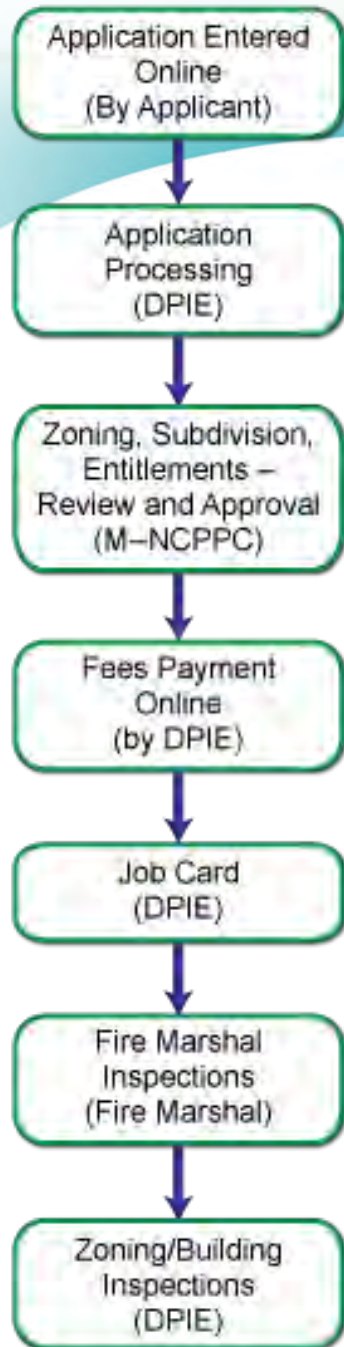 Application Entered
Online
(By Applicant)
Application
Processing
(DPIE)
Zoning, Subdivision,
Entitlements –
Review and Approval
(M–NCPPC)
Fees Payment
Online
(by DPIE)
Job Card
(DPIE)
Fire Marshal
Inspections
(Fire Marshal)
Zoning/Building
Inspections
(DPIE)